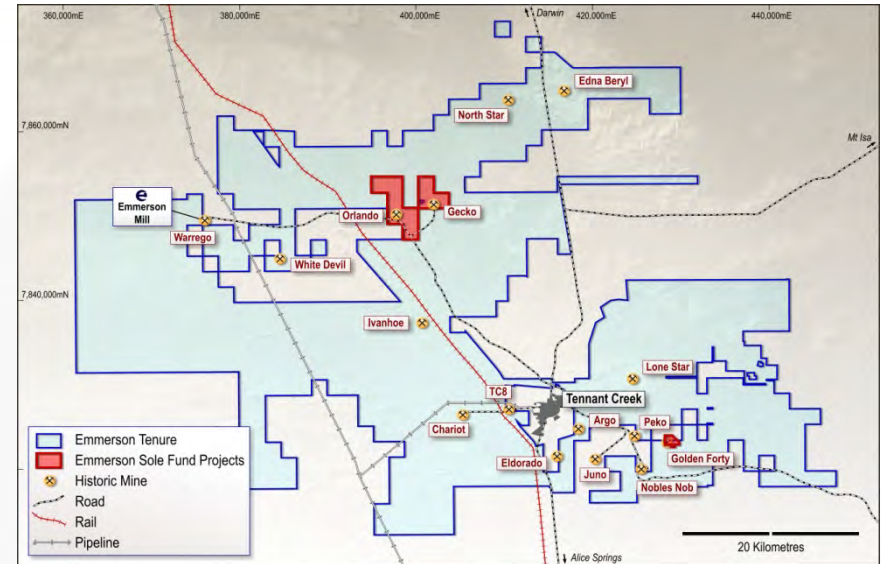 360,000mE
380,000mE
400,000mE
420,000mE
440,000mE
Darwin
Edna Beryl
North Star
7,860,000mN
Mt Isa
e
Emmerson
Mill
Orlando
Gecko
Warrego
White Devil
7,840,000mN
Ivanhoe
Lone Star
TC8
Tennant Creek
Argo
Peko
Chariot
Eldorado
Juno
Golden Forty
Nobles Nob
Emmerson Tenure
Emmerson Sole Fund Projects
Historic Mine
Road
Rail
Pipeline
20 Kilometres
Alice Springs